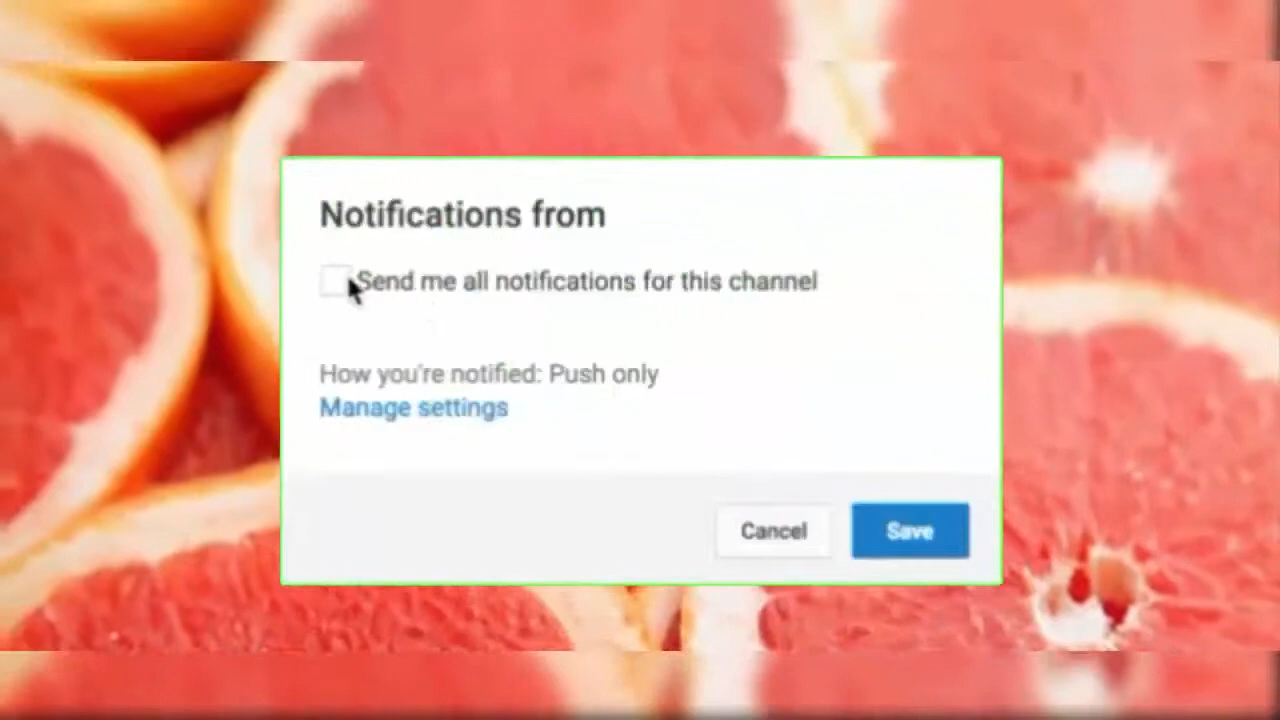 Notifications from
Send me all notifications for this channel
How you're notified: Push only
Manage settings
Cancel
Save